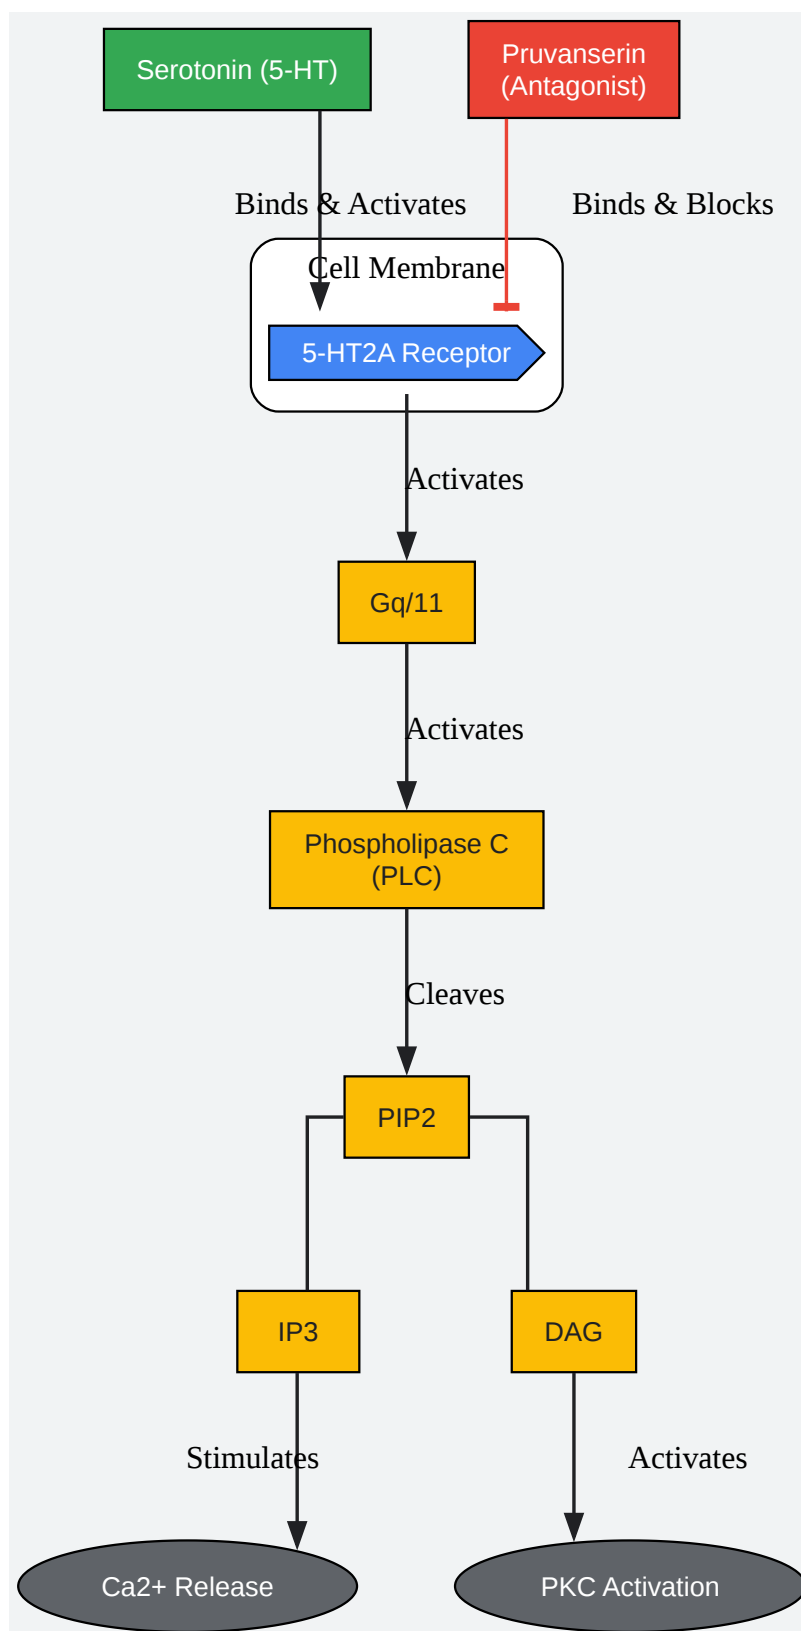 Serotonin (5-HT)
Pruvanserin
(Antagonist)
Binds & Activates
Binds & Blocks
Cell Membrane
5-HT2A Receptor
Activates
Gq/11
Activates
Phospholipase C
(PLC)
Cleaves
PIP2
IP3
DAG
Stimulates
Activates
Ca2+ Release
PKC Activation